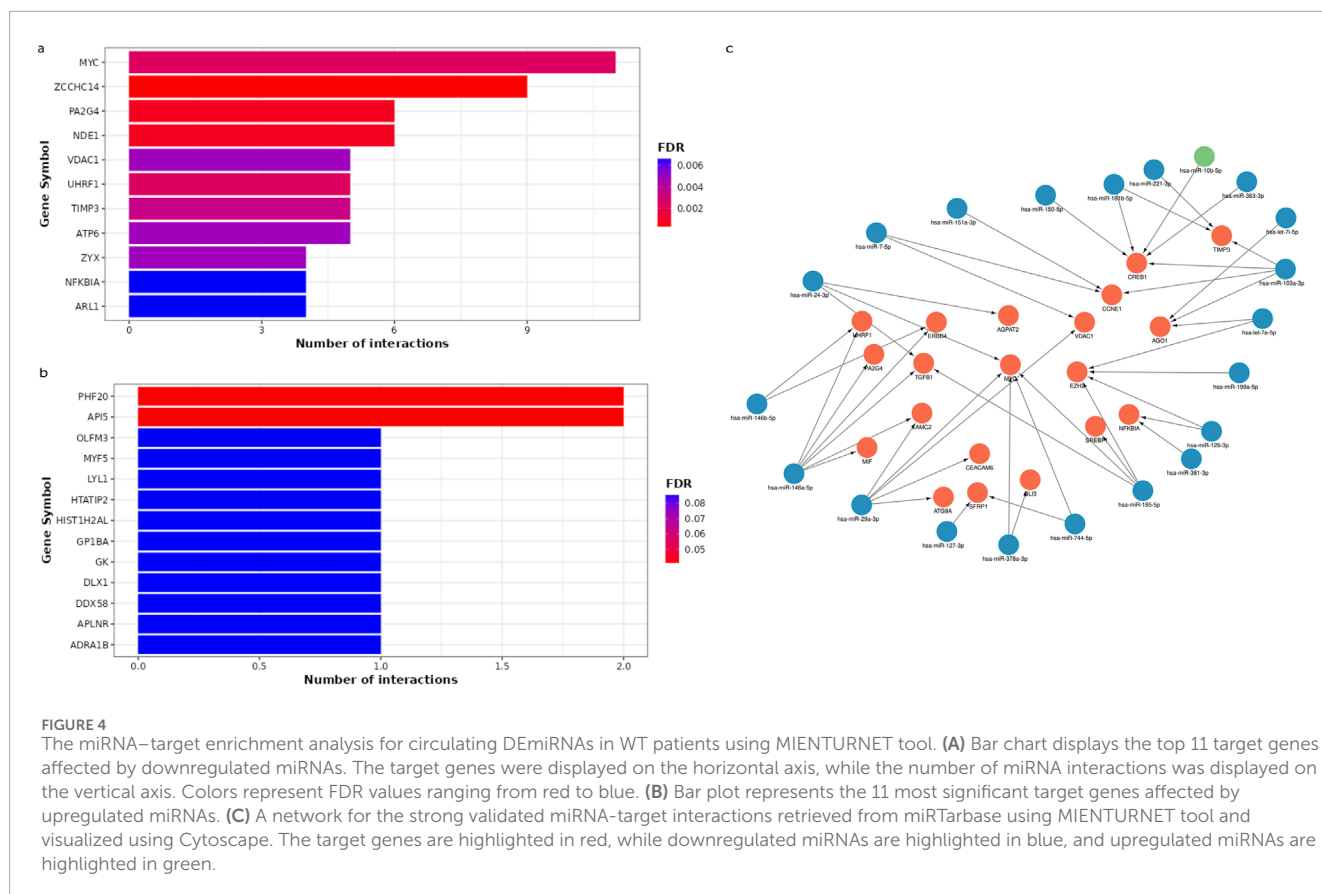 a
MYC
ZCCHC14
PA2G4
NDE1
VDAC1
UHRF1
TIMP3
ATP6
ZYX
NFKBIA
ARL1
Gene Symbol
0 3 6 9
Number of interactions
FDR
0.006
0.004
0.002
b
PHF20
API5
OLFM3
MYF5
LYL1
HTATIP2
HIST1H2AL
GP1BA
GK
DLX1
DDX58
APLNR
ADRA1B
Gene Symbol
0.0 0.5 1.0 1.5 2.0
Number of interactions
FDR
0.08
0.07
0.06
0.05
c
hsa-miR-10b-5p
hsa-miR-221-3p
hsa-miR-363-3p
hsa-miR-181b-5p
hsa-miR-150-5p
hsa-miR-151a-3p
hsa-let-7i-5p
hsa-miR-7-5p
TIMP3
CREB1
hsa-miR-103a-3p
hsa-miR-24-3p
CCNE1
UHRF1
ERBB4
AGPAT2
VDAC1
AGO1
hsa-let-7e-5p
PA2G4
TGFB1
EZH2
hsa-miR-199a-5p
hsa-miR-146b-5p
LAMC2
NFKBIA
hsa-miR-126-3p
MIF
CEACAM6
hsa-miR-381-3p
hsa-miR-146a-5p
ATG9A
SFRP1
hsa-miR-185-5p
hsa-miR-29a-3p
hsa-miR-127-3p
hsa-miR-378a-3p
hsa-miR-744-5p
FIGURE 4
The miRNA–target enrichment analysis for circulating DEmiRNAs in WT patients using MIENTURNET tool. (A) Bar chart displays the top 11 target genes
affected by downregulated miRNAs. The target genes were displayed on the horizontal axis, while the number of miRNA interactions was displayed on
the vertical axis. Colors represent FDR values ranging from red to blue. (B) Bar plot represents the 11 most significant target genes affected by
upregulated miRNAs. (C) A network for the strong validated miRNA-target interactions retrieved from miRTarbase using MIENTURNET tool and
visualized using Cytoscape. The target genes are highlighted in red, while downregulated miRNAs are highlighted in blue, and upregulated miRNAs are
highlighted in green.